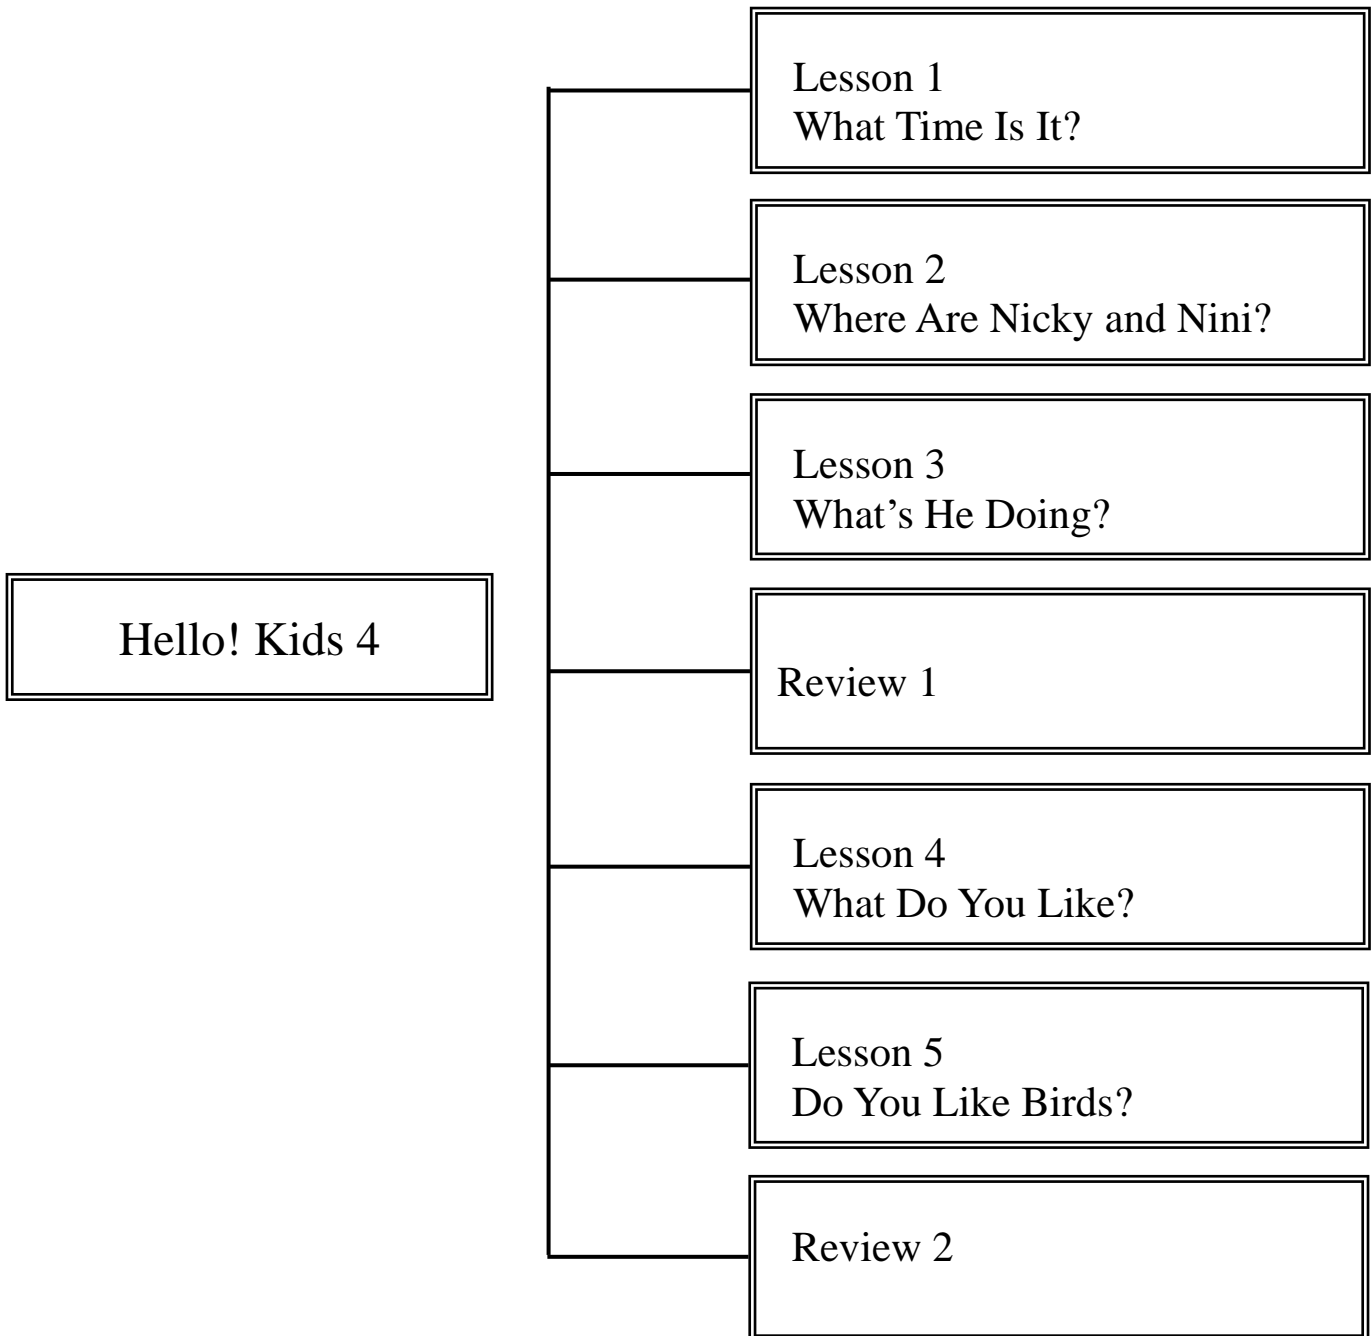 Hello! Kids 4
Lesson 1
What Time Is It?
Lesson 2
Where Are Nicky and Nini?
Lesson 3
What’s He Doing?
Review 1
Lesson 4
What Do You Like?
Lesson 5
Do You Like Birds?
Review 2